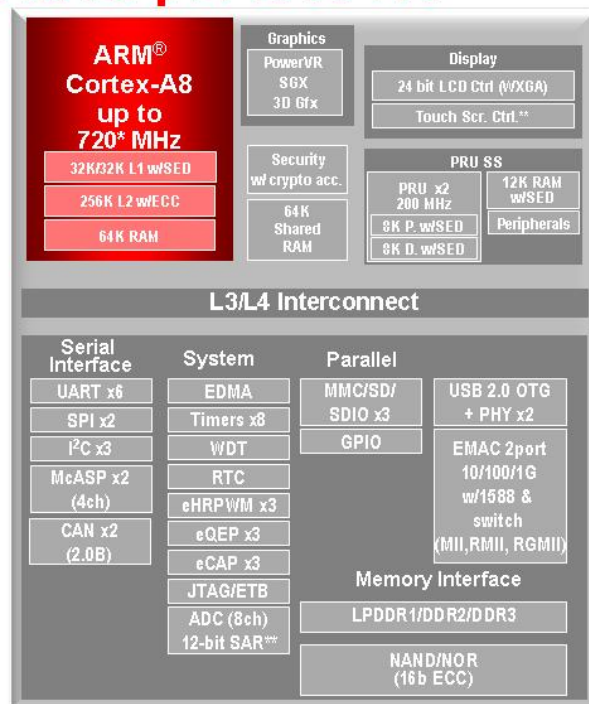 ARM®
Cortex-A8
up to
720* MHz
32K/32K L1 w/SED
256K L2 w/ECC
64K RAM
Graphics
PowerVR
SGX
3D Gfx
Security
w/ crypto acc.
64K
Shared
RAM
Display
24 bit LCD Ctrl (WXGA)
Touch Scr. Ctrl.**
PRU SS
PRU x2
200 MHz
8K P. w/SED
8K D. w/SED
12K RAM
w/SED
Peripherals
L3/L4 Interconnect
Serial
Interface
UART x6
SPI x2
I²C x3
McASP x2
(4ch)
CAN x2
(2.0B)
System
EDMA
Timers x8
WDT
RTC
eHRPWM x3
eQEP x3
eCAP x3
JTAG/ETB
ADC (8ch)
12-bit SAR**
Parallel
MMC/SD/
SDIO x3
GPIO
USB 2.0 OTG
+ PHY x2
EMAC 2port
10/100/1G
w/1588 &
switch
(MII,RMII, RGMII)
Memory Interface
LPDDR1/DDR2/DDR3
NAND/NOR
(16b ECC)